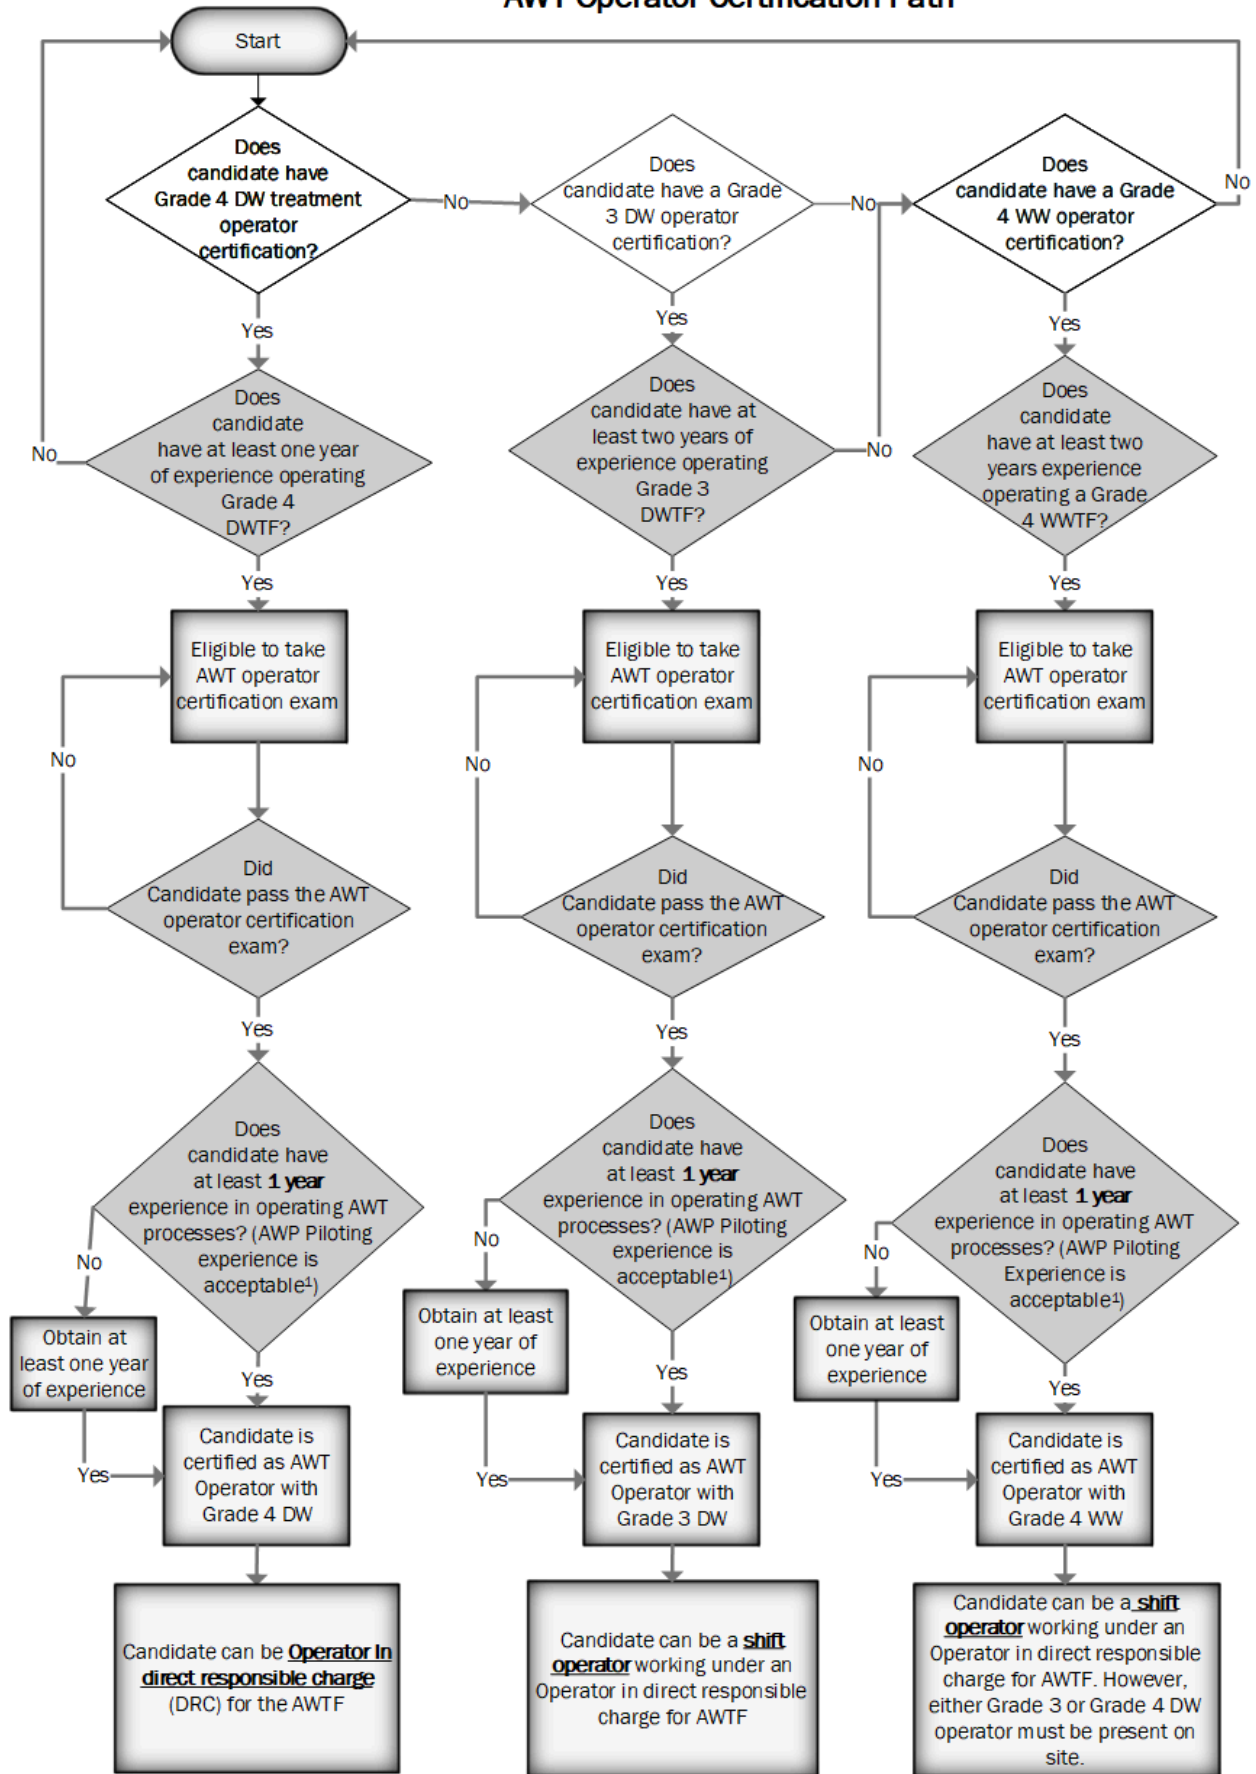 AWT Operator Certification Path
Start
Does
candidate have
Grade 4 DW treatment
operator
certification?
No
Does
candidate have a Grade
3 DW operator
certification?
No
Does
candidate have a Grade
4 WW operator
certification?
No
Yes
Yes
Yes
Does
candidate
have at least one year
of experience operating
Grade 4
DWTF?
No
Does
candidate have at
least two years of
experience operating
Grade 3
DWTF?
No
Does
candidate
have at least two
years experience
operating a Grade
4 WWTF?
Yes
Yes
Yes
Eligible to take
AWT operator
certification exam
Eligible to take
AWT operator
certification exam
Eligible to take
AWT operator
certification exam
No
No
No
Did
Candidate pass the AWT
operator certification
exam?
Did
Candidate pass the AWT
operator certification
exam?
Did
Candidate pass the AWT
operator certification
exam?
Yes
Yes
Yes
Does
candidate have
at least 1 year
experience in operating AWT
processes? (AWP Piloting
experience is
acceptable¹)
Does
candidate have
at least 1 year
experience in operating AWT
processes? (AWP Piloting
experience is
acceptable¹)
Does
candidate have
at least 1 year
experience in operating AWT
processes? (AWP Piloting
Experience is
acceptable¹)
No
No
No
Obtain at
least one year
of experience
Obtain at least
one year of
experience
Obtain at least
one year of
experience
Yes
Yes
Yes
Yes
Yes
Yes
Candidate is
certified as AWT
Operator with
Grade 4 DW
Candidate is
certified as AWT
Operator with
Grade 3 DW
Candidate is
certified as AWT
Operator with
Grade 4 WW
Candidate can be Operator In
direct responsible charge
(DRC) for the AWTF
Candidate can be a shift
operator working under an
Operator in direct responsible
charge for AWTF
Candidate can be a shift
operator working under an
Operator in direct responsible
charge for AWTF. However,
either Grade 3 or Grade 4 DW
operator must be present on
site.